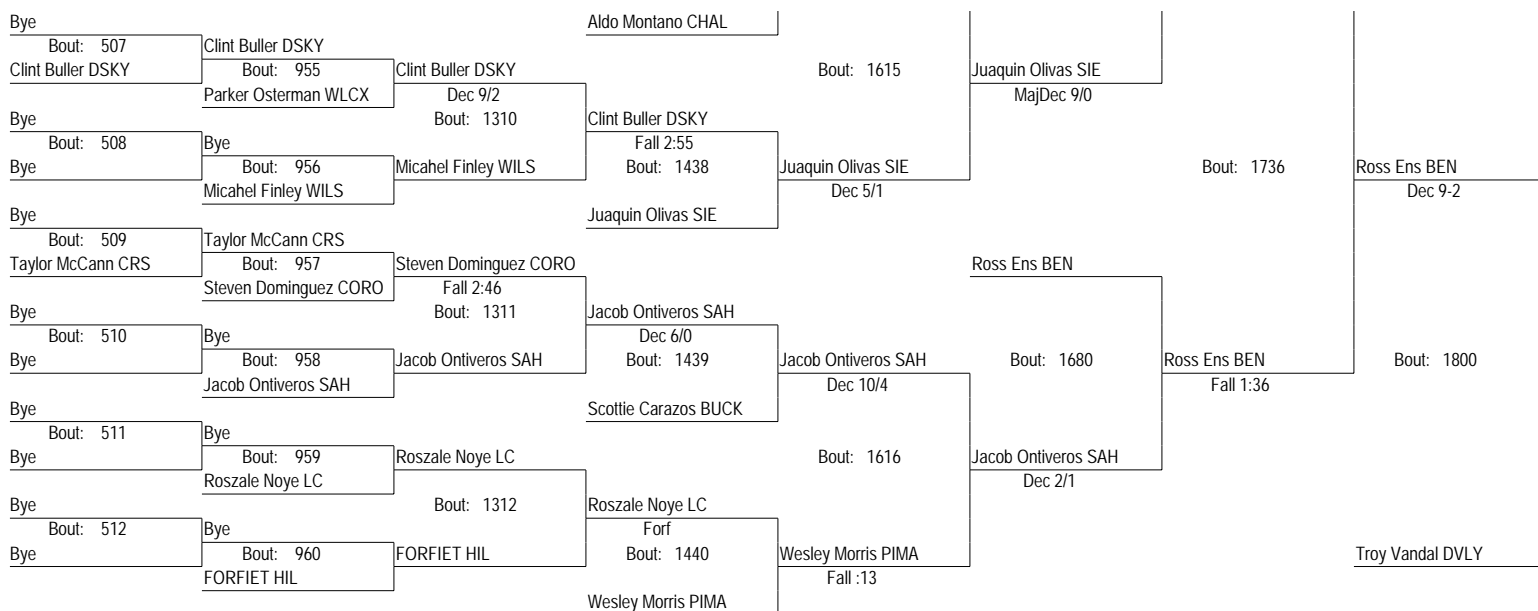 Bye Aldo Montano CHAL
Bout: 507 Clint Buller DSKY
Clint Buller DSKY Bout: 955 Clint Buller DSKY Bout: 1615 Juaquin Olivas SIE
Parker Osterman WLCX Dec 9/2 MajDec 9/0
Bye Bout: 1310 Clint Buller DSKY
Bout: 508 Bye Fall 2:55
Bye Bout: 956 Micahel Finley WILS Bout: 1438 Juaquin Olivas SIE Bout: 1736 Ross Ens BEN
Micahel Finley WILS Dec 5/1 Dec 9-2
Bye Juaquin Olivas SIE
Bout: 509 Taylor McCann CRS
Taylor McCann CRS Bout: 957 Steven Dominguez CORO Ross Ens BEN
Steven Dominguez CORO Fall 2:46
Bye Bout: 1311 Jacob Ontiveros SAH
Bout: 510 Bye Dec 6/0
Bye Bout: 958 Jacob Ontiveros SAH Bout: 1439 Jacob Ontiveros SAH Bout: 1680 Ross Ens BEN Bout: 1800
Jacob Ontiveros SAH Dec 10/4 Fall 1:36
Bye Scottie Carazos BUCK
Bout: 511 Bye
Bye Bout: 959 Roszale Noye LC Bout: 1616 Jacob Ontiveros SAH
Roszale Noye LC Dec 2/1
Bye Bout: 1312 Roszale Noye LC
Bout: 512 Bye Forf
Bye Bout: 960 FORFIET HIL Bout: 1440 Wesley Morris PIMA Troy Vandal DVLY
FORFIET HIL Fall :13
Wesley Morris PIMA